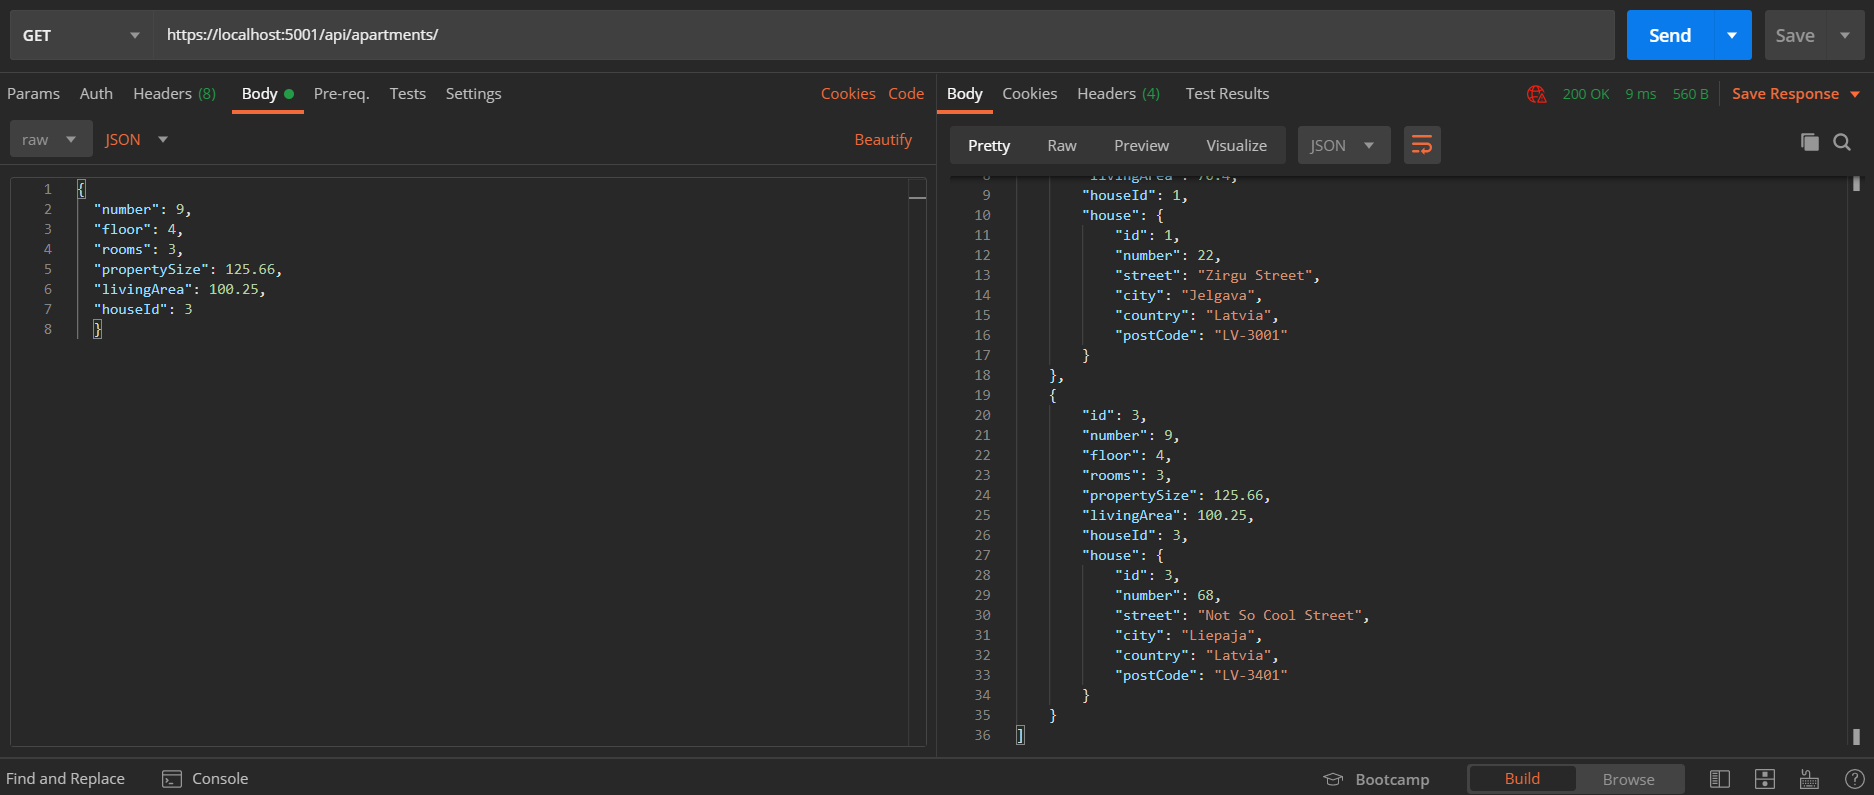 GET https://localhost:5001/api/apartments/ Send Save
Params Auth Headers (8) Body Pre-req. Tests Settings Cookies Code
raw JSON Beautify
1 {
2 "number": 9,
3 "floor": 4,
4 "rooms": 3,
5 "propertySize": 125.66,
6 "livingArea": 100.25,
7 "houseId": 3
8 }
Body Cookies Headers (4) Test Results 200 OK 9 ms 560 B Save Response
Pretty Raw Preview Visualize JSON
8 "livingArea": 70.4,
9 "houseId": 1,
10 "house": {
11 "id": 1,
12 "number": 22,
13 "street": "Zirgu Street",
14 "city": "Jelgava",
15 "country": "Latvia",
16 "postCode": "LV-3001"
17 }
18 },
19 {
20 "id": 3,
21 "number": 9,
22 "floor": 4,
23 "rooms": 3,
24 "propertySize": 125.66,
25 "livingArea": 100.25,
26 "houseId": 3,
27 "house": {
28 "id": 3,
29 "number": 68,
30 "street": "Not So Cool Street",
31 "city": "Liepaja",
32 "country": "Latvia",
33 "postCode": "LV-3401"
34 }
35 }
36 ]
Find and Replace Console Bootcamp Build Browse